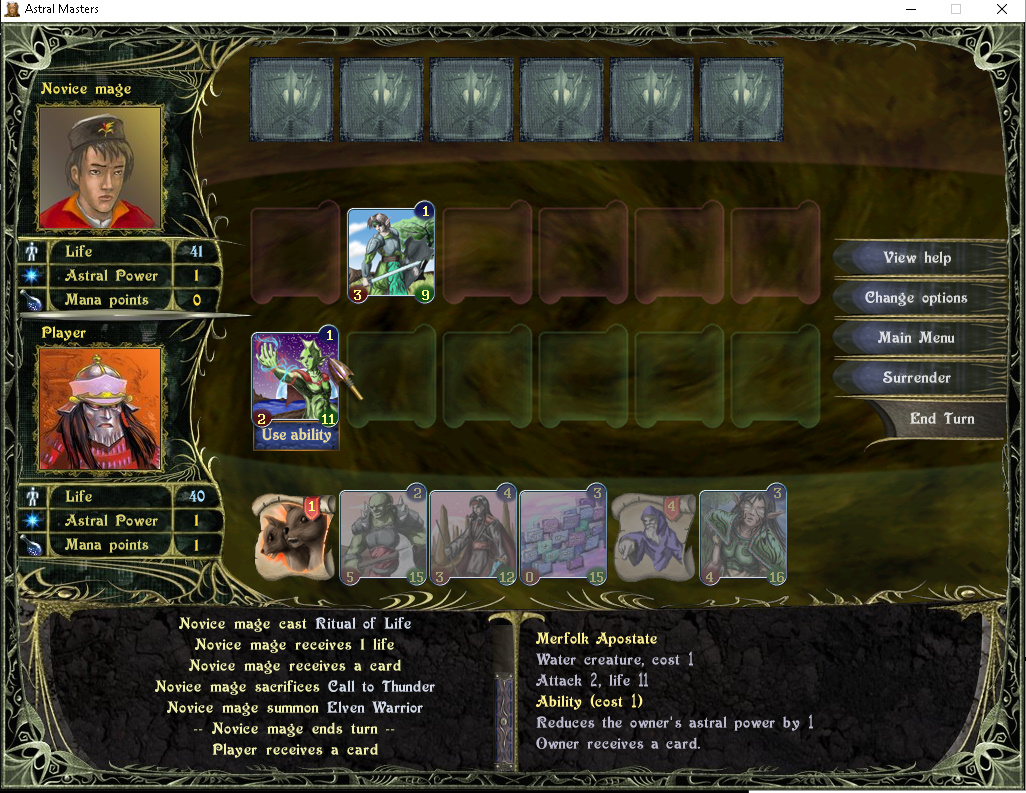 Astral Masters
Novice mage
Life 41
Astral Power 1
Mana points 0
Player
Life 40
Astral Power 1
Mana points 1
1
3 9
1
2 11
Use ability
View help
Change options
Main Menu
Surrender
End Turn
1 2 4 3 4 3
5 15 3 12 0 15 4 16
Novice mage cast Ritual of Life
Novice mage receives 1 life
Novice mage receives a card
Novice mage sacrifices Call to Thunder
Novice mage summon Elven Warrior
-- Novice mage ends turn --
Player receives a card
Merfolk Apostate
Water creature, cost 1
Attack 2, life 11
Ability (cost 1)
Reduces the owner's astral power by 1
Owner receives a card.